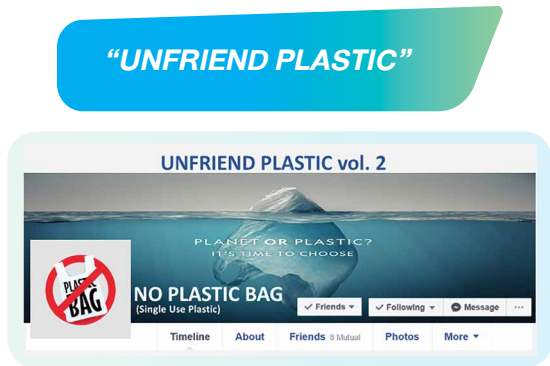 “UNFRIEND PLASTIC”
UNFRIEND PLASTIC vol. 2
PLANET OR PLASTIC?
IT'S TIME TO CHOOSE
PLASTIC
BAG
NO PLASTIC BAG
(Single Use Plastic)
Friends
Following
Message
Timeline About Friends 8 Mutual Photos More